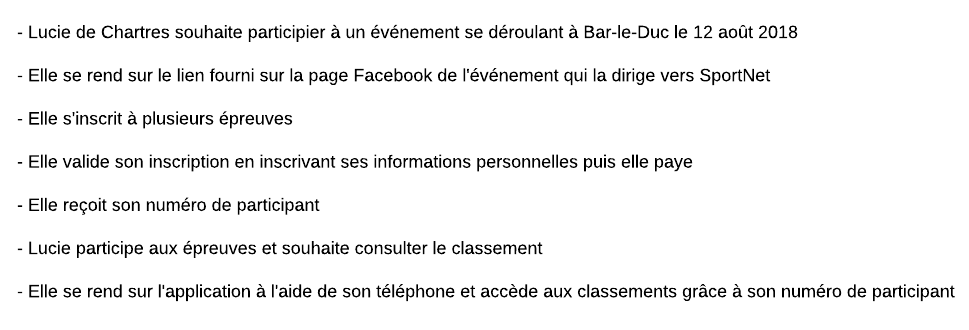 - Lucie de Chartres souhaite participier à un événement se déroulant à Bar-le-Duc le 12 août 2018
- Elle se rend sur le lien fourni sur la page Facebook de l'événement qui la dirige vers SportNet
- Elle s'inscrit à plusieurs épreuves
- Elle valide son inscription en inscrivant ses informations personnelles puis elle paye
- Elle reçoit son numéro de participant
- Lucie participe aux épreuves et souhaite consulter le classement
- Elle se rend sur l'application à l'aide de son téléphone et accède aux classements grâce à son numéro de participant